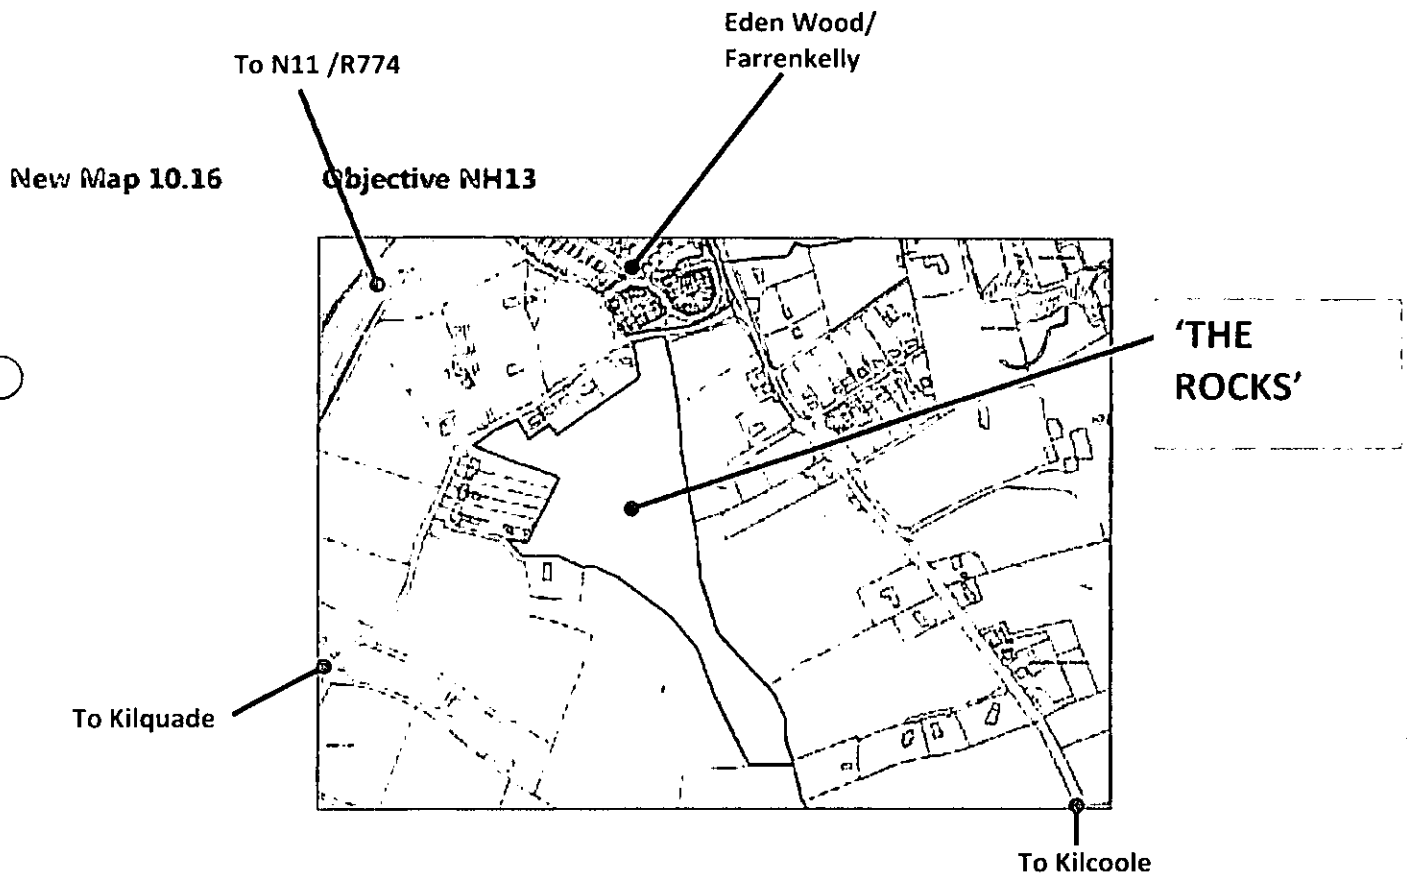 Eden Wood/
Farrenkelly
To N11 /R774
New Map 10.16 Objective NH13
'THE
ROCKS'
To Kilquade
To Kilcoole